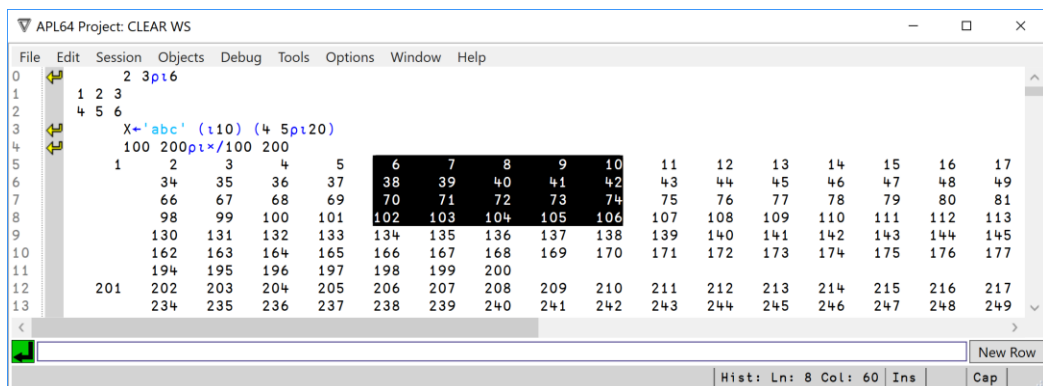 APL64 Project: CLEAR WS
File Edit Session Objects Debug Tools Options Window Help
0 2 3⍴⍳6
1 1 2 3
2 4 5 6
3 X←'abc' (⍳10) (4 5⍴⍳20)
4 100 200⍴⍳×/100 200
5 1 2 3 4 5 6 7 8 9 10 11 12 13 14 15 16 17
6 34 35 36 37 38 39 40 41 42 43 44 45 46 47 48 49
7 66 67 68 69 70 71 72 73 74 75 76 77 78 79 80 81
8 98 99 100 101 102 103 104 105 106 107 108 109 110 111 112 113
9 130 131 132 133 134 135 136 137 138 139 140 141 142 143 144 145
10 162 163 164 165 166 167 168 169 170 171 172 173 174 175 176 177
11 194 195 196 197 198 199 200
12 201 202 203 204 205 206 207 208 209 210 211 212 213 214 215 216 217
13 234 235 236 237 238 239 240 241 242 243 244 245 246 247 248 249
New Row
Hist: Ln: 8 Col: 60 Ins Cap